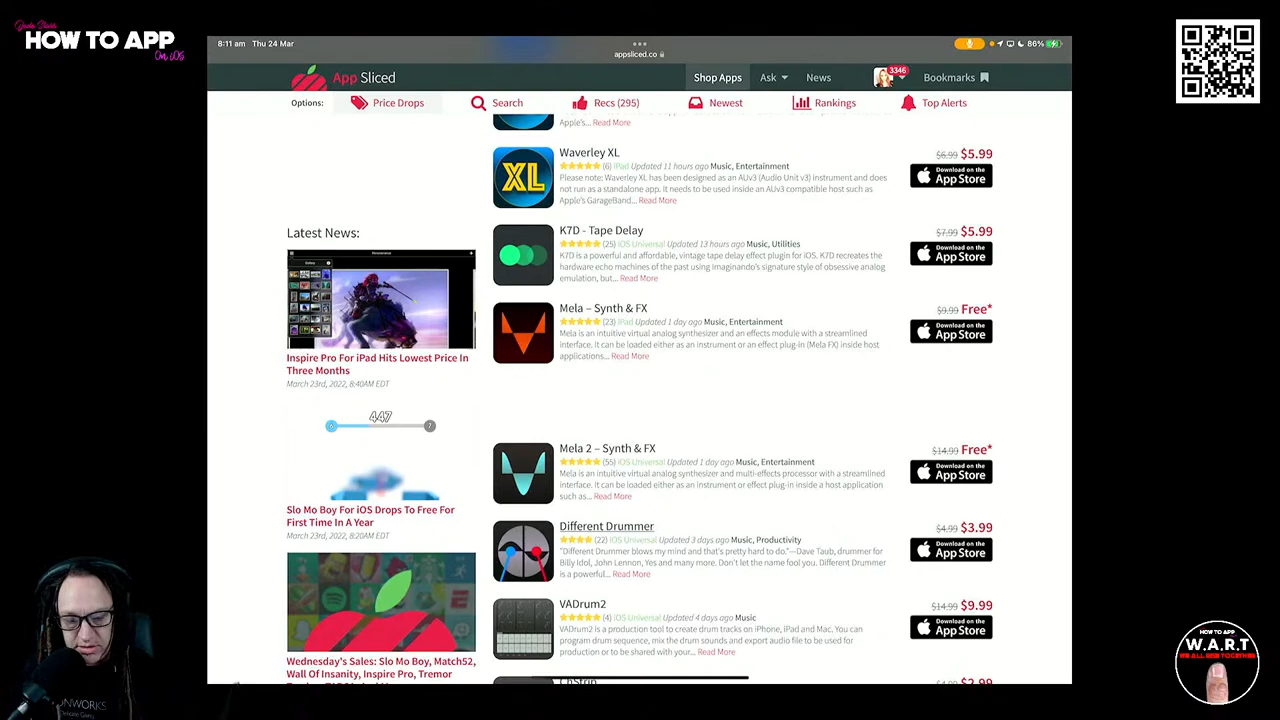 Jade Starr's
HOW TO APP
On iOS
8:11 am Thu 24 Mar
appsliced.co
86%
App Sliced
Shop Apps
Ask
News
3346
Bookmarks
Options:
Price Drops
Search
Recs (295)
Newest
Rankings
Top Alerts
Apple's... Read More
XL
Waverley XL
(6) iPad Updated 11 hours ago Music, Entertainment
Please note: Waverley XL has been designed as an AUv3 (Audio Unit v3) instrument and does
not run as a standalone app. It needs to be used inside an AUv3 compatible host such as
Apple's GarageBand... Read More
$6.99 $5.99
Download on the
App Store
K7D - Tape Delay
(25) iOS Universal Updated 13 hours ago Music, Utilities
K7D is a powerful and affordable, vintage tape delay effect plugin for iOS. K7D recreates the
hardware echo machines of the past using Imaginando's signature style of obsessive analog
emulation, but... Read More
$7.99 $5.99
Download on the
App Store
Mela – Synth & FX
(23) iPad Updated 1 day ago Music, Entertainment
Mela is an intuitive virtual analog synthesizer and an effects module with a streamlined
interface. It can be loaded either as an instrument or an effect plug-in (Mela FX) inside host
applications... Read More
$9.99 Free*
Download on the
App Store
Mela 2 – Synth & FX
(55) iOS Universal Updated 1 day ago Music, Entertainment
Mela is an intuitive virtual analog synthesizer and multi-effects processor with a streamlined
interface. It can be loaded either as an instrument or effect plug-in inside a host application
such as... Read More
$14.99 Free*
Download on the
App Store
Different Drummer
(22) iOS Universal Updated 3 days ago Music, Productivity
"Different Drummer blows my mind and that's pretty hard to do."—Dave Taub, drummer for
Billy Idol, John Lennon, Yes and many more. Don't let the name fool you. Different Drummer
is a powerful... Read More
$4.99 $3.99
Download on the
App Store
VADrum2
(4) iOS Universal Updated 4 days ago Music
VADrum2 is a production tool to create drum tracks on iPhone, iPad and Mac. You can
program drum sequence, mix the drum sounds and export audio file to be used for
production or to be shared with your... Read More
$14.99 $9.99
Download on the
App Store
$2.99
Latest News:
Inspire Pro For iPad Hits Lowest Price In
Three Months
March 23rd, 2022, 8:40AM EDT
447
Slo Mo Boy For iOS Drops To Free For
First Time In A Year
March 23rd, 2022, 8:20AM EDT
Wednesday's Sales: Slo Mo Boy, Match52,
Wall Of Insanity, Inspire Pro, Tremor
HOW TO APP
W.A.R.T
WE ALL RISE TOGETHER